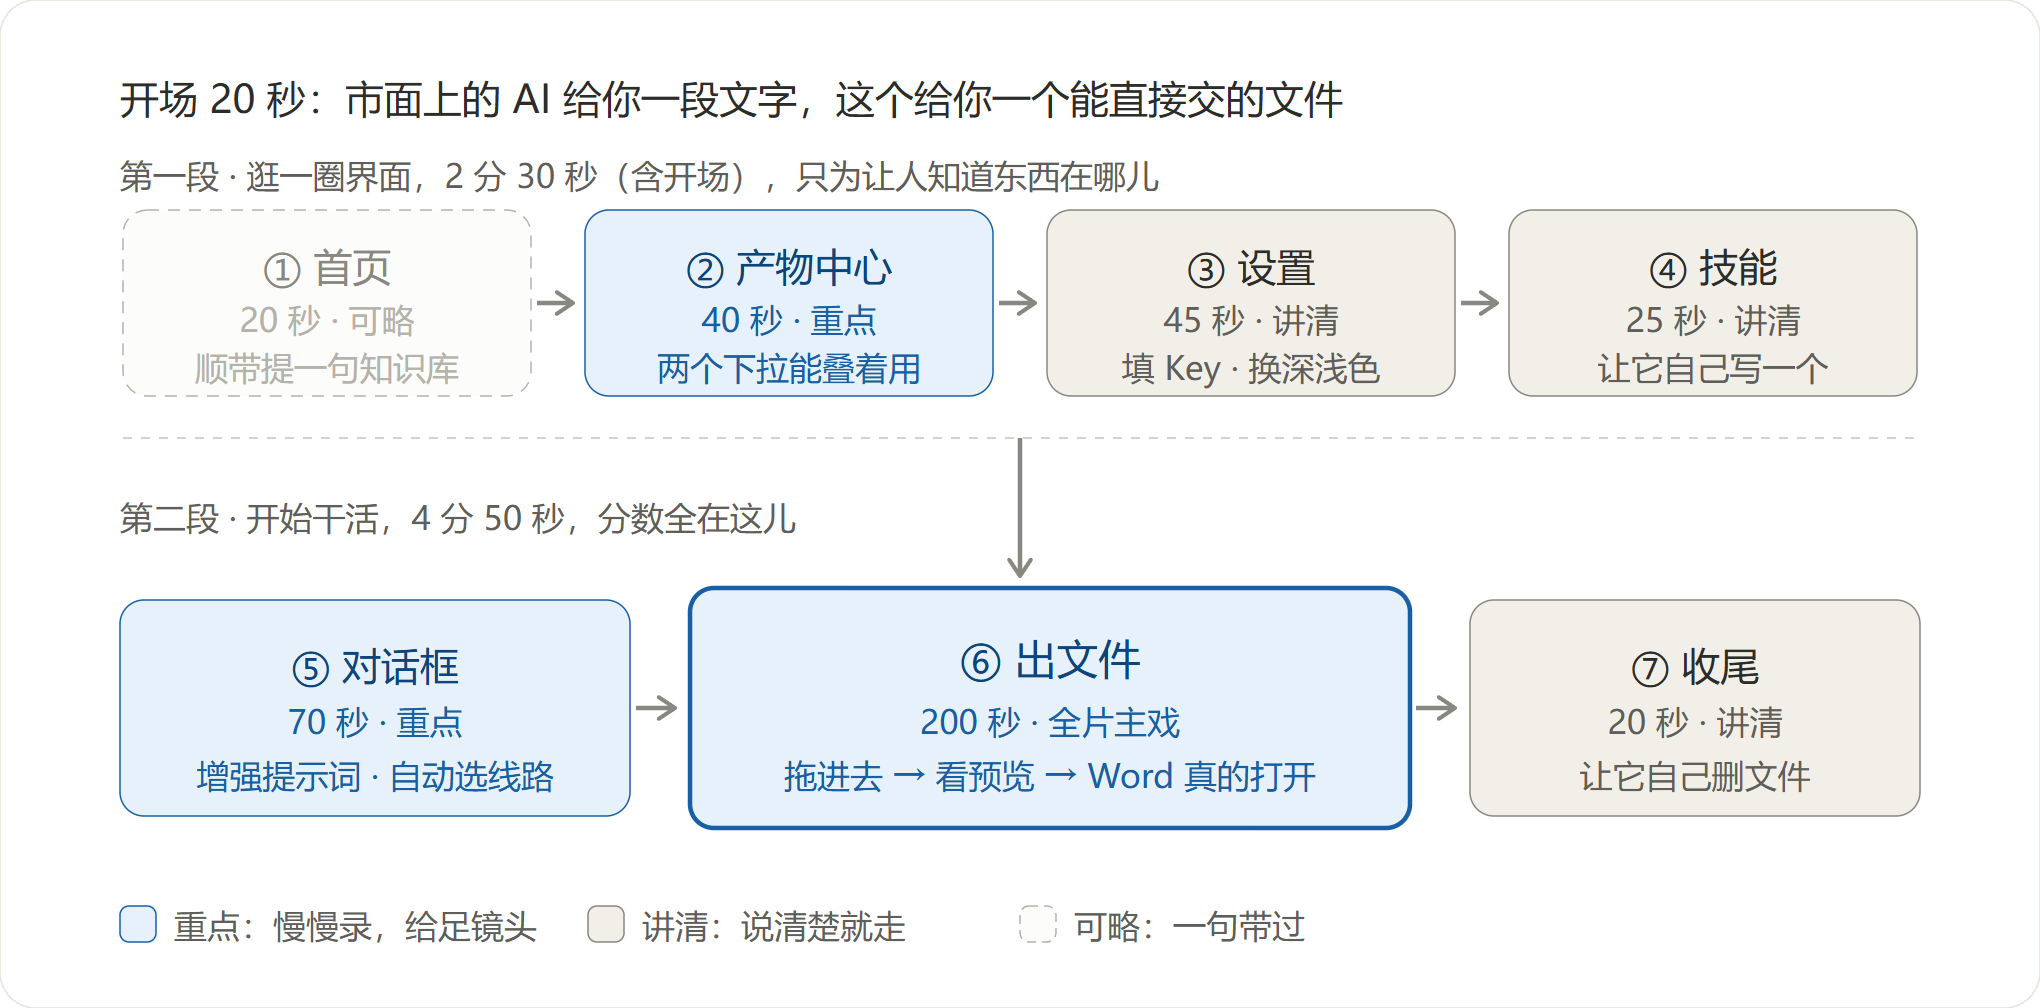 开场 20 秒：市面上的 AI 给你一段文字，这个给你一个能直接交的文件
第一段 · 逛一圈界面，2 分 30 秒（含开场），只为让人知道东西在哪儿
① 首页
20 秒 · 可略
顺带提一句知识库
② 产物中心
40 秒 · 重点
两个下拉能叠着用
③ 设置
45 秒 · 讲清
填 Key · 换深浅色
④ 技能
25 秒 · 讲清
让它自己写一个
第二段 · 开始干活，4 分 50 秒，分数全在这儿
⑤ 对话框
70 秒 · 重点
增强提示词 · 自动选线路
⑥ 出文件
200 秒 · 全片主戏
拖进去 → 看预览 → Word 真的打开
⑦ 收尾
20 秒 · 讲清
让它自己删文件
重点：慢慢录，给足镜头
讲清：说清楚就走
可略：一句带过